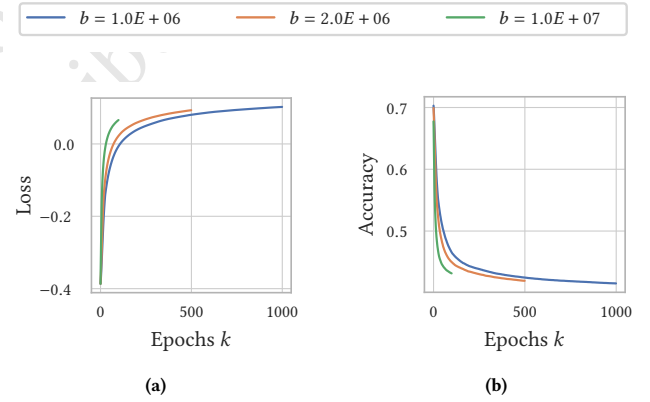 b = 1.0E + 06 b = 2.0E + 06 b = 1.0E + 07
0.0
−0.2
−0.4
Loss
0 500 1000
Epochs k
(a)
0.7
0.6
0.5
Accuracy
0 500 1000
Epochs k
(b)